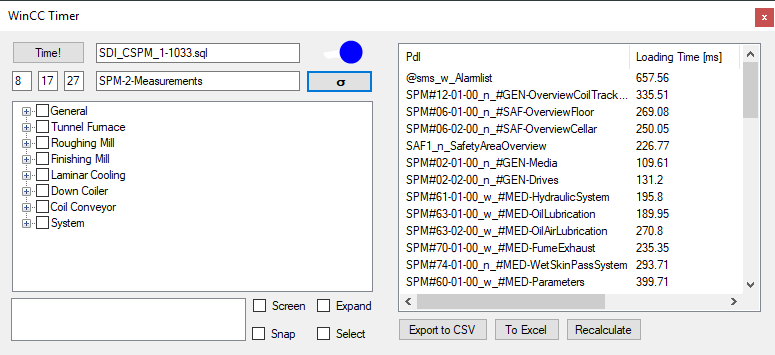 WinCC Timer
x
Time!
SDI_CSPM_1-1033.sql
8 17 27
SPM-2-Measurements
σ
General
Tunnel Furnace
Roughing Mill
Finishing Mill
Laminar Cooling
Down Coiler
Coil Conveyor
System
Screen Expand
Snap Select
Pdl Loading Time [ms]
@sms_w_Alarmlist 657.56
SPM#12-01-00_n_#GEN-OverviewCoilTrack... 335.51
SPM#06-01-00_n_#SAF-OverviewFloor 269.08
SPM#06-02-00_n_#SAF-OverviewCellar 250.05
SAF1_n_SafetyAreaOverview 226.77
SPM#02-01-00_n_#GEN-Media 109.61
SPM#02-02-00_n_#GEN-Drives 131.2
SPM#61-01-00_w_#MED-HydraulicSystem 195.8
SPM#63-01-00_w_#MED-OilLubrication 189.95
SPM#63-02-00_w_#MED-OilAirLubrication 270.8
SPM#70-01-00_w_#MED-FumeExhaust 235.35
SPM#74-01-00_n_#MED-WetSkinPassSystem 293.71
SPM#60-01-00_w_#MED-Parameters 399.71
Export to CSV To Excel Recalculate